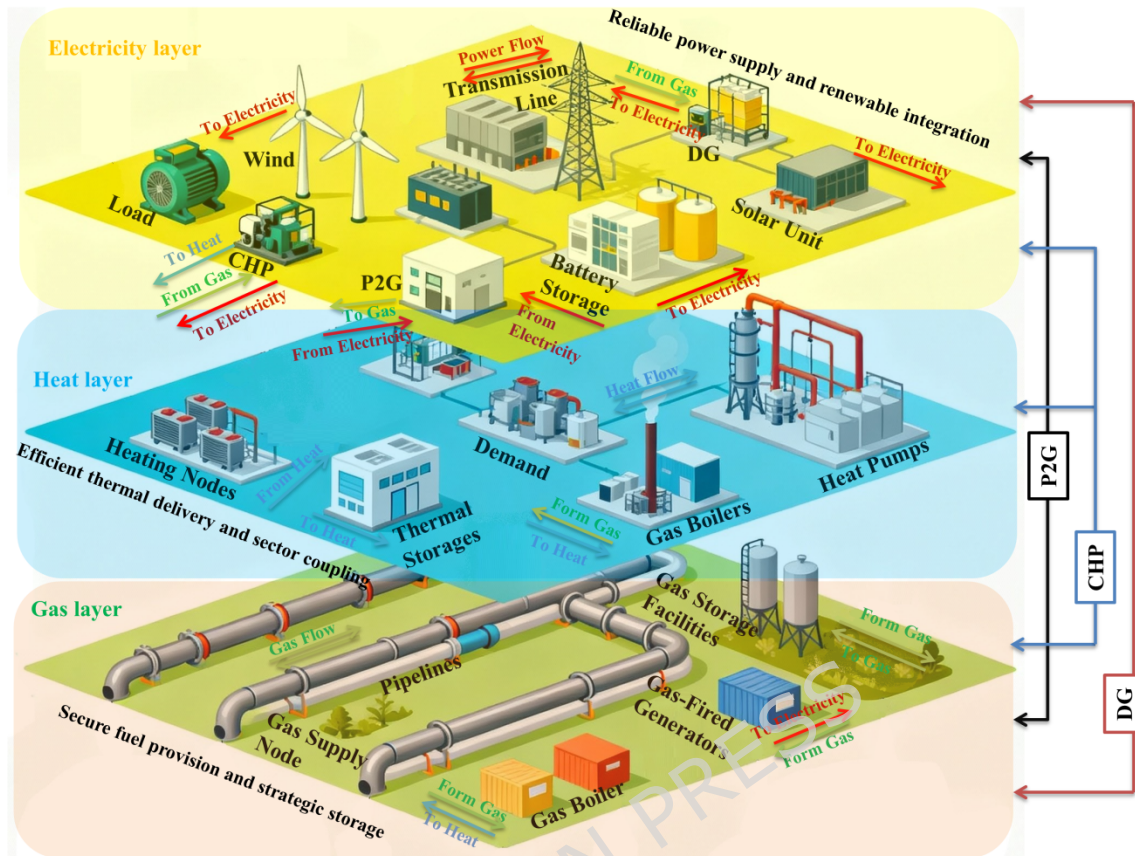 Electricity layer
Reliable power supply and renewable integration
Power Flow
Transmission
Line
From Gas
To Electricity
DG
To Electricity
Wind
To Electricity
Solar Unit
Load
To Heat
CHP
From Gas
To Electricity
P2G
Battery
Storage
To Electricity
To Gas
From Electricity
From
Electricity
Heat layer
Heat Flow
Heating Nodes
Demand
Heat Pumps
Efficient thermal delivery and sector coupling
From Heat
To Heat
Thermal
Storages
Form Gas
To Heat
Gas Boilers
Gas layer
Gas Flow
Gas Storage
Facilities
Form Gas
To Gas
Pipelines
Gas-Fired
Generators
To Electricity
Form Gas
Gas Supply
Node
Secure fuel provision and strategic storage
Gas Boiler
Form Gas
To Heat
P2G
CHP
DG
PRESS